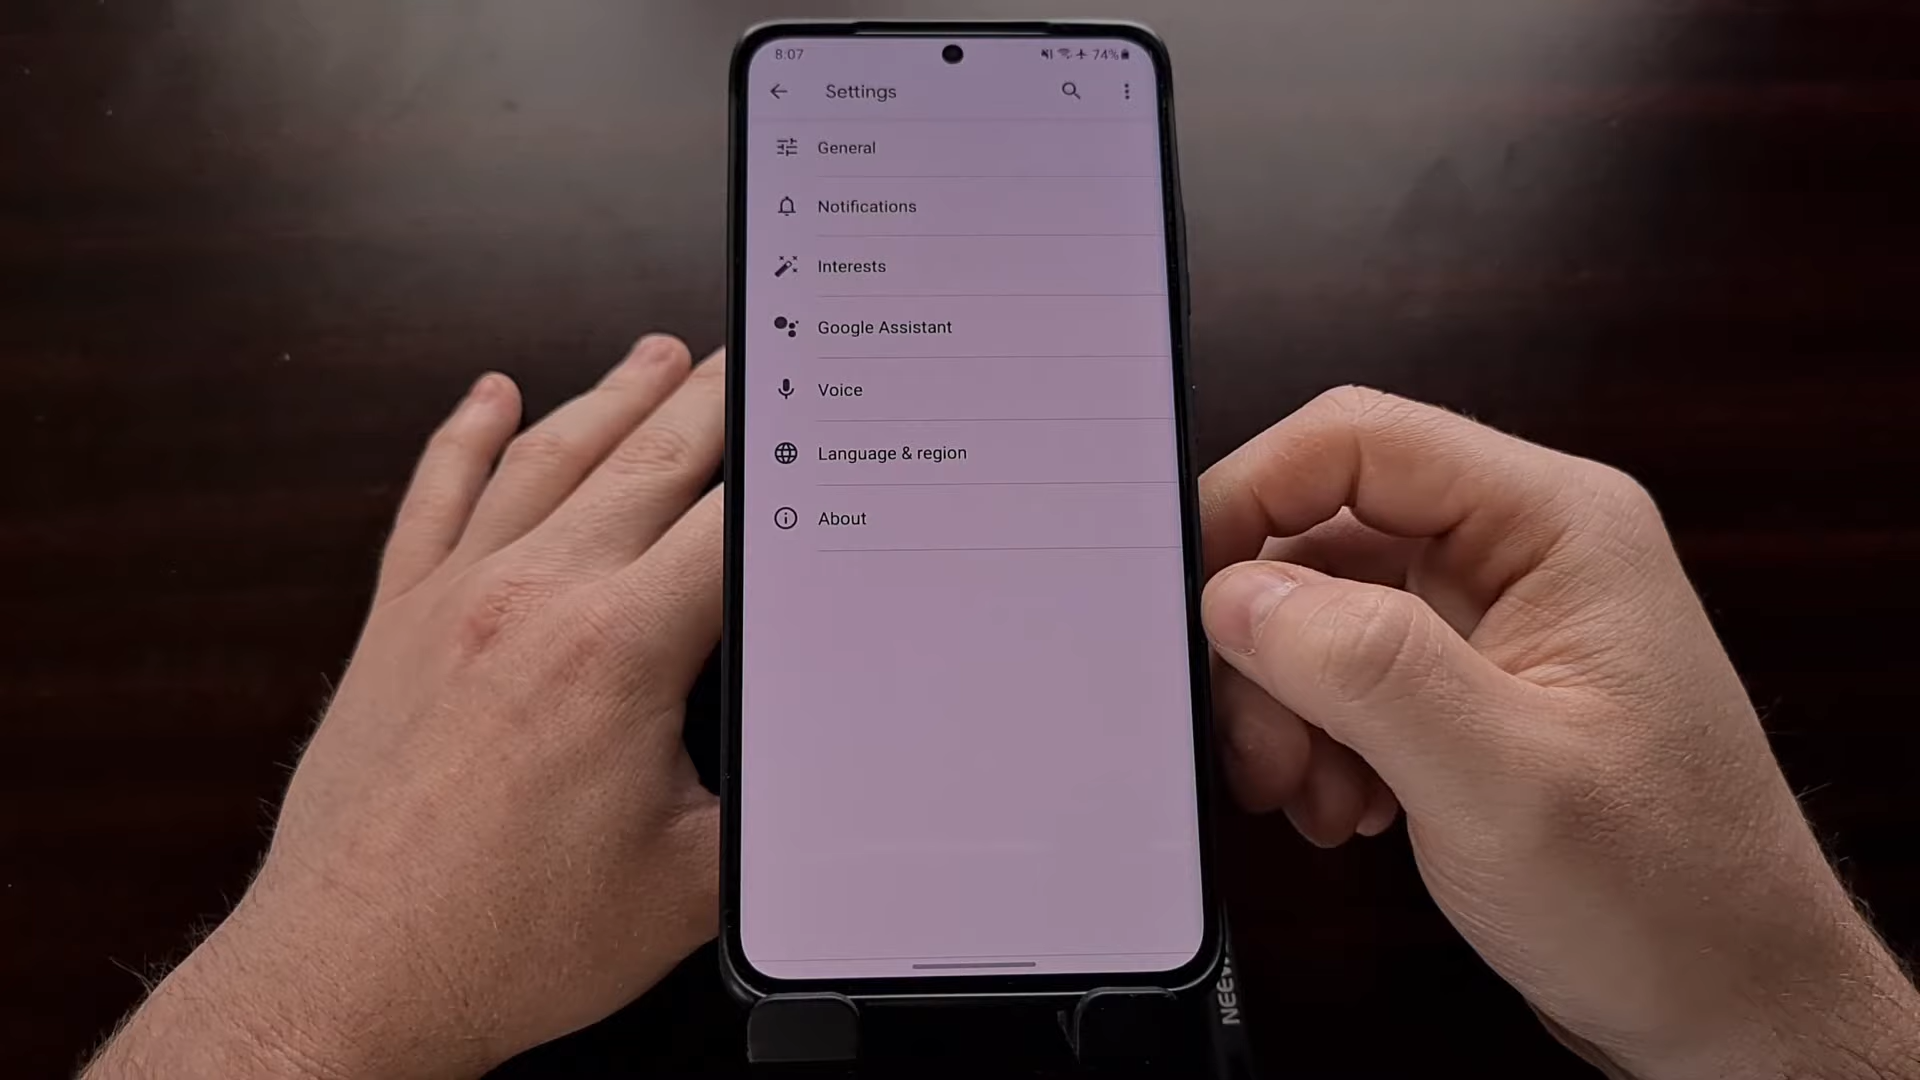 8:07 74%
Settings
General
Notifications
Interests
Google Assistant
Voice
Language & region
About